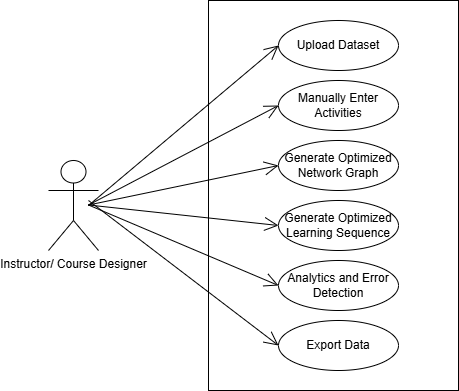 Upload Dataset
Manually Enter
Activities
Generate Optimized
Network Graph
Generate Optimized
Learning Sequence
Instructor/ Course Designer
Analytics and Error
Detection
Export Data